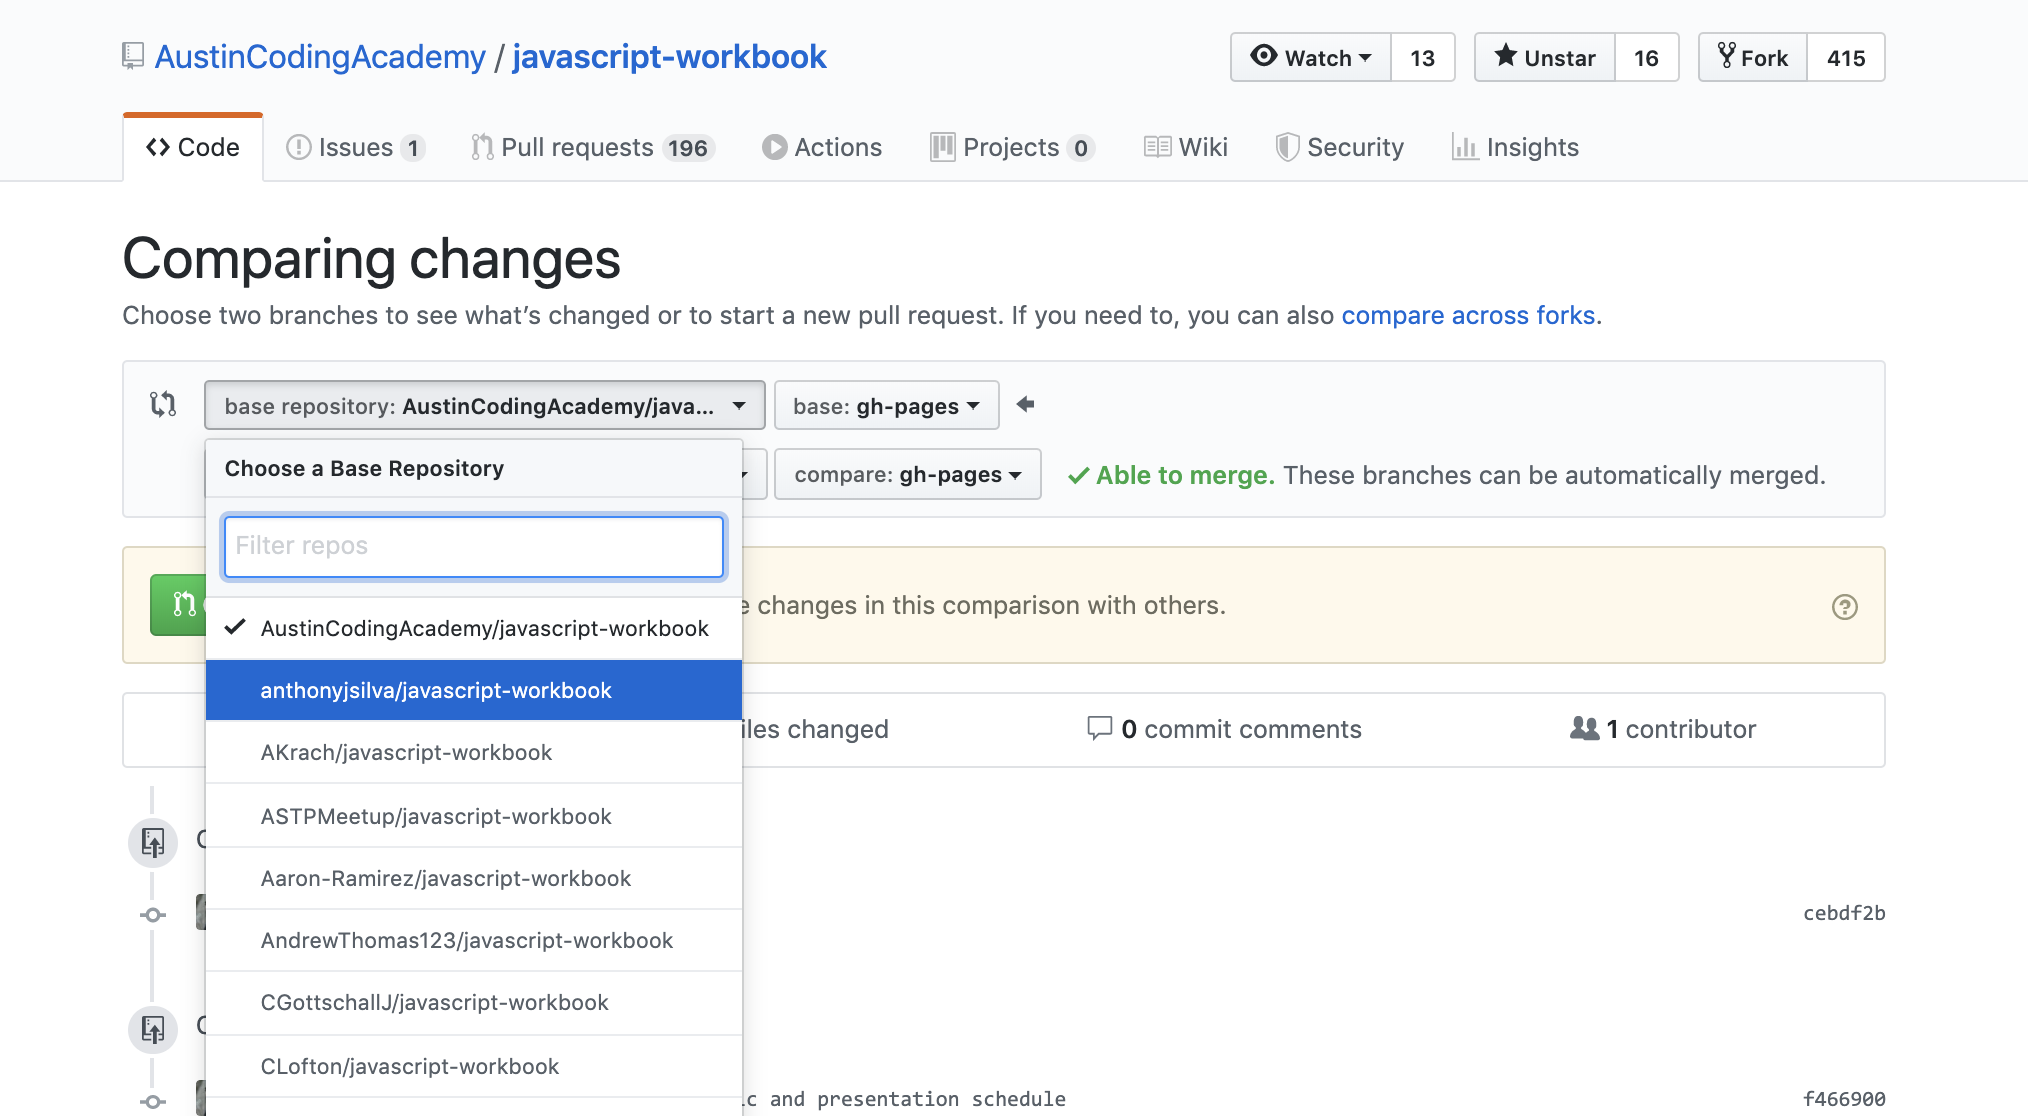 AustinCodingAcademy / javascript-workbook
Watch 13 Unstar 16 Fork 415
Code Issues 1 Pull requests 196 Actions Projects 0 Wiki Security Insights
Comparing changes
Choose two branches to see what’s changed or to start a new pull request. If you need to, you can also compare across forks.
base repository: AustinCodingAcademy/java... base: gh-pages
compare: gh-pages Able to merge. These branches can be automatically merged.
Choose a Base Repository
Filter repos
changes in this comparison with others.
AustinCodingAcademy/javascript-workbook
anthonyjsilva/javascript-workbook
changed 0 commit comments 1 contributor
AKrach/javascript-workbook
ASTPMeetup/javascript-workbook
Aaron-Ramirez/javascript-workbook
cebdf2b
AndrewThomas123/javascript-workbook
CGottschallJ/javascript-workbook
CLofton/javascript-workbook
and presentation schedule f466900